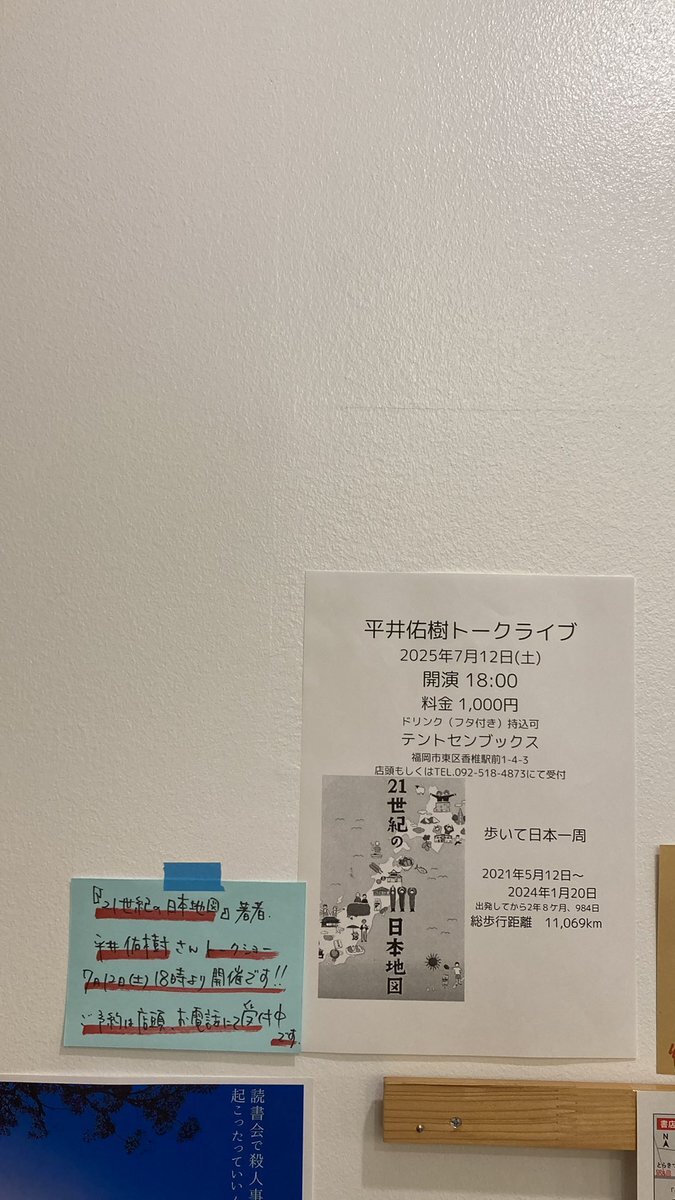 平井佑樹トークライブ
2025年7月12日(土)
開演 18:00
料金 1,000円
ドリンク（フタ付き）持込可
テントセンブックス
福岡市東区香椎駅前1-4-3
店頭もしくはTEL.092-518-4873にて受付
21世紀の日本地図
歩いて日本一周
2021年5月12日～
2024年1月20日
出発してから2年8ケ月、984日
総歩行距離　11,069km
『21世紀の日本地図』著者.
平井佑樹さんトークショー
7月12日(土)18時より開催です!!
ご予約は店頭、お電話にて受付中
です.
読書会で殺人事
起こったっていい
書店
N